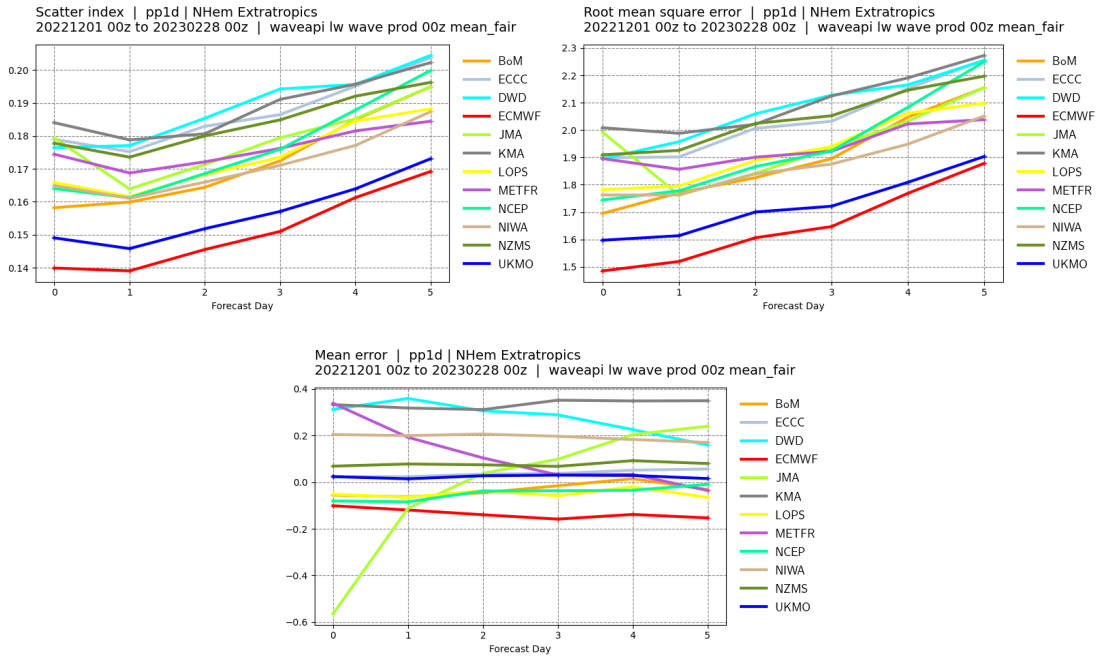 Scatter index | pp1d | NHem Extratropics
20221201 00z to 20230228 00z | waveapi lw wave prod 00z mean_fair
0.20
0.19
0.18
0.17
0.16
0.15
0.14
0
1
2
3
4
5
Forecast Day
BoM
ECCC
DWD
ECMWF
JMA
KMA
LOPS
METFR
NCEP
NIWA
NZMS
UKMO
Root mean square error | pp1d | NHem Extratropics
20221201 00z to 20230228 00z | waveapi lw wave prod 00z mean_fair
2.3
2.2
2.1
2.0
1.9
1.8
1.7
1.6
1.5
0
1
2
3
4
5
Forecast Day
BoM
ECCC
DWD
ECMWF
JMA
KMA
LOPS
METFR
NCEP
NIWA
NZMS
UKMO
Mean error | pp1d | NHem Extratropics
20221201 00z to 20230228 00z | waveapi lw wave prod 00z mean_fair
0.4
0.2
0.0
−0.2
−0.4
−0.6
0
1
2
3
4
5
Forecast Day
BoM
ECCC
DWD
ECMWF
JMA
KMA
LOPS
METFR
NCEP
NIWA
NZMS
UKMO